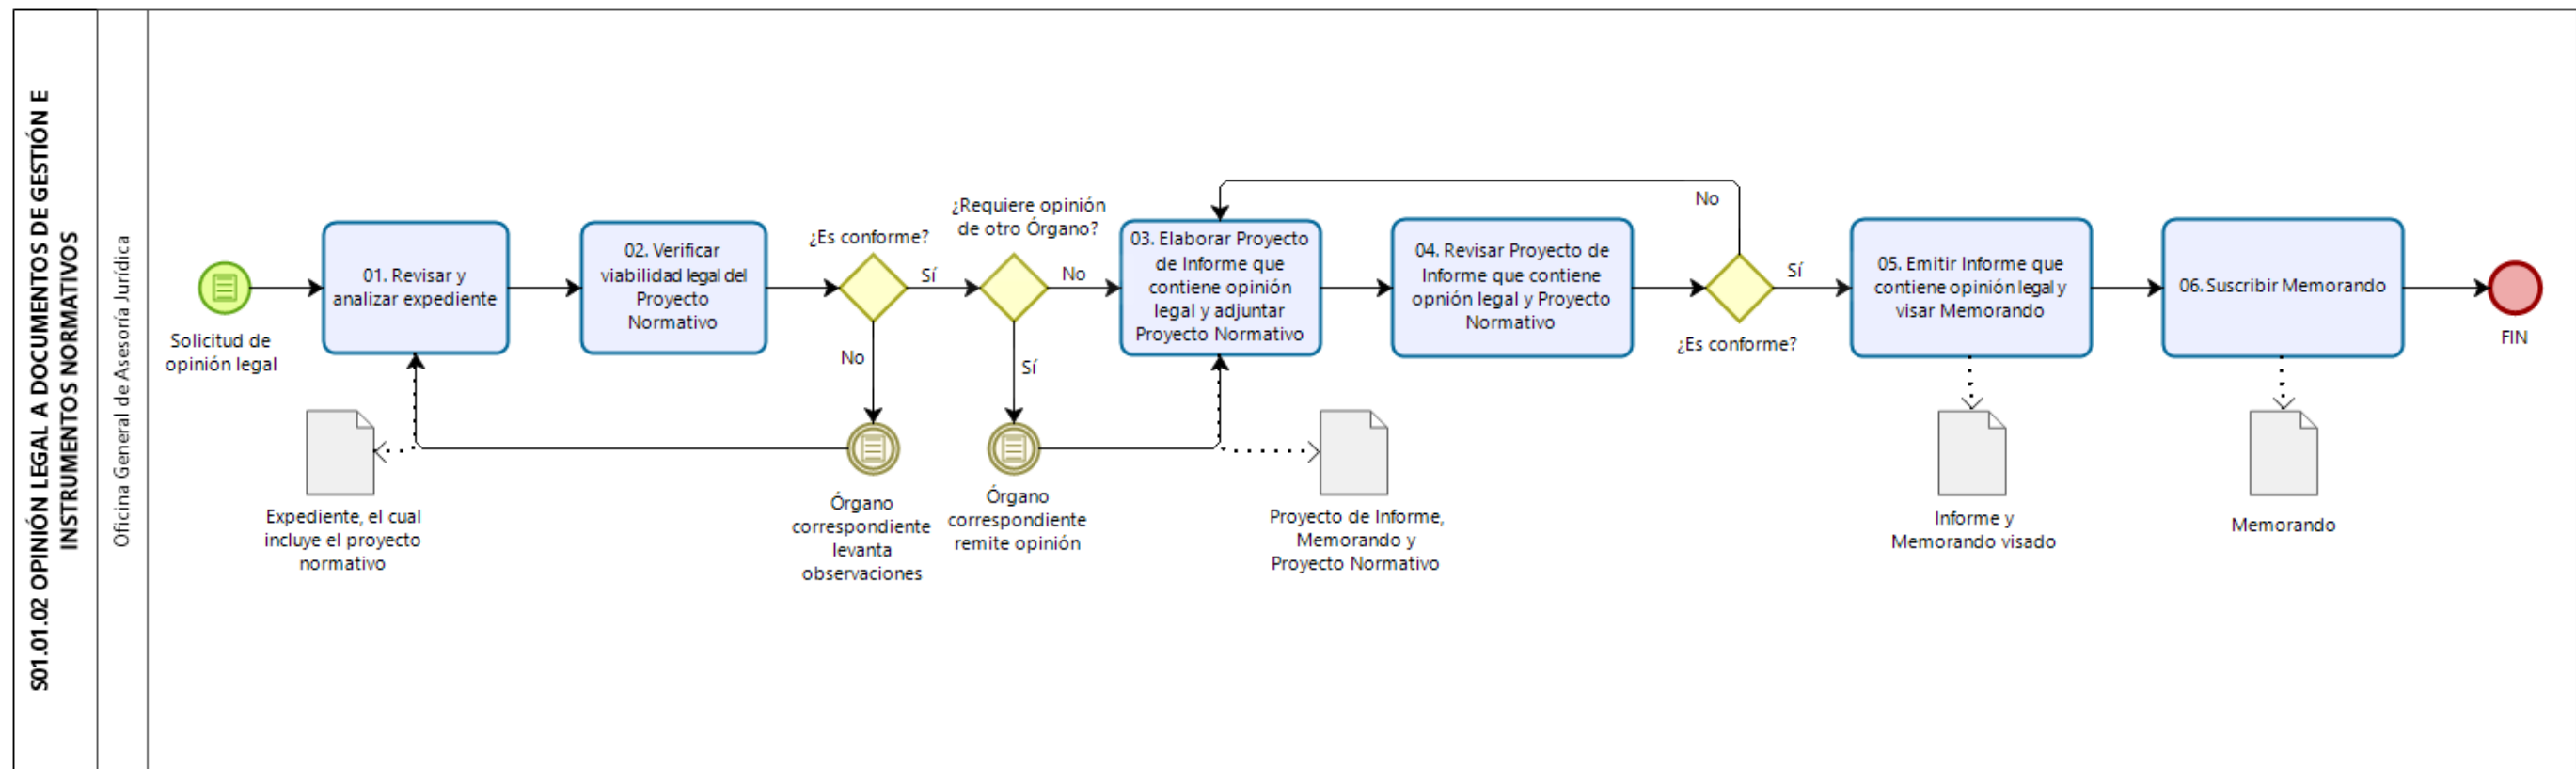 S01.01.02 OPINIÓN LEGAL A DOCUMENTOS DE GESTIÓN E
INSTRUMENTOS NORMATIVOS
Oficina General de Asesoría Jurídica
Solicitud de
opinión legal
01. Revisar y
analizar expediente
Expediente, el cual
incluye el proyecto
normativo
02. Verificar
viabilidad legal del
Proyecto
Normativo
¿Es conforme?
Sí
No
Órgano
correspondiente
levanta
observaciones
¿Requiere opinión
de otro Órgano?
No
Sí
Órgano
correspondiente
remite opinión
03. Elaborar Proyecto
de Informe que
contiene opinión
legal y adjuntar
Proyecto Normativo
Proyecto de Informe,
Memorando y
Proyecto Normativo
04. Revisar Proyecto de
Informe que contiene
opnión legal y Proyecto
Normativo
No
Sí
¿Es conforme?
05. Emitir Informe que
contiene opinión legal y
visar Memorando
Informe y
Memorando visado
06. Suscribir Memorando
Memorando
FIN